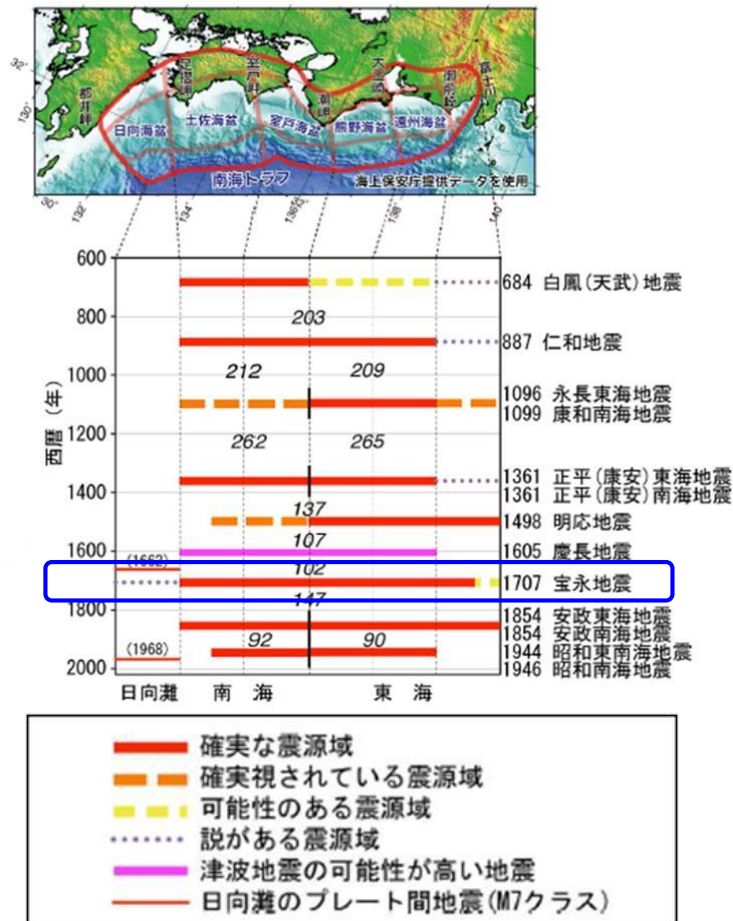 足摺岬
室戸岬
潮岬
大王崎
御前崎
富士川
都井岬
日向海盆
土佐海盆
室戸海盆
熊野海盆
遠州海盆
南海トラフ
海上保安庁提供データを使用
30°
130°
132°
134°
136°
138°
140°
西暦(年)
600
684 白鳳(天武)地震
203
800
887 仁和地震
212 209
1000
1096 永長東海地震
1099 康和南海地震
1200
262 265
1361 正平(康安)東海地震
1361 正平(康安)南海地震
1400
137
1498 明応地震
107
1600
1605 慶長地震
(1662)
102
1707 宝永地震
147
1800
1854 安政東海地震
1854 安政南海地震
92 90
1944 昭和東南海地震
(1968)
1946 昭和南海地震
2000
日向灘 南海 東海
確実な震源域
確実視されている震源域
可能性のある震源域
説がある震源域
津波地震の可能性が高い地震
日向灘のプレート間地震(M7クラス)